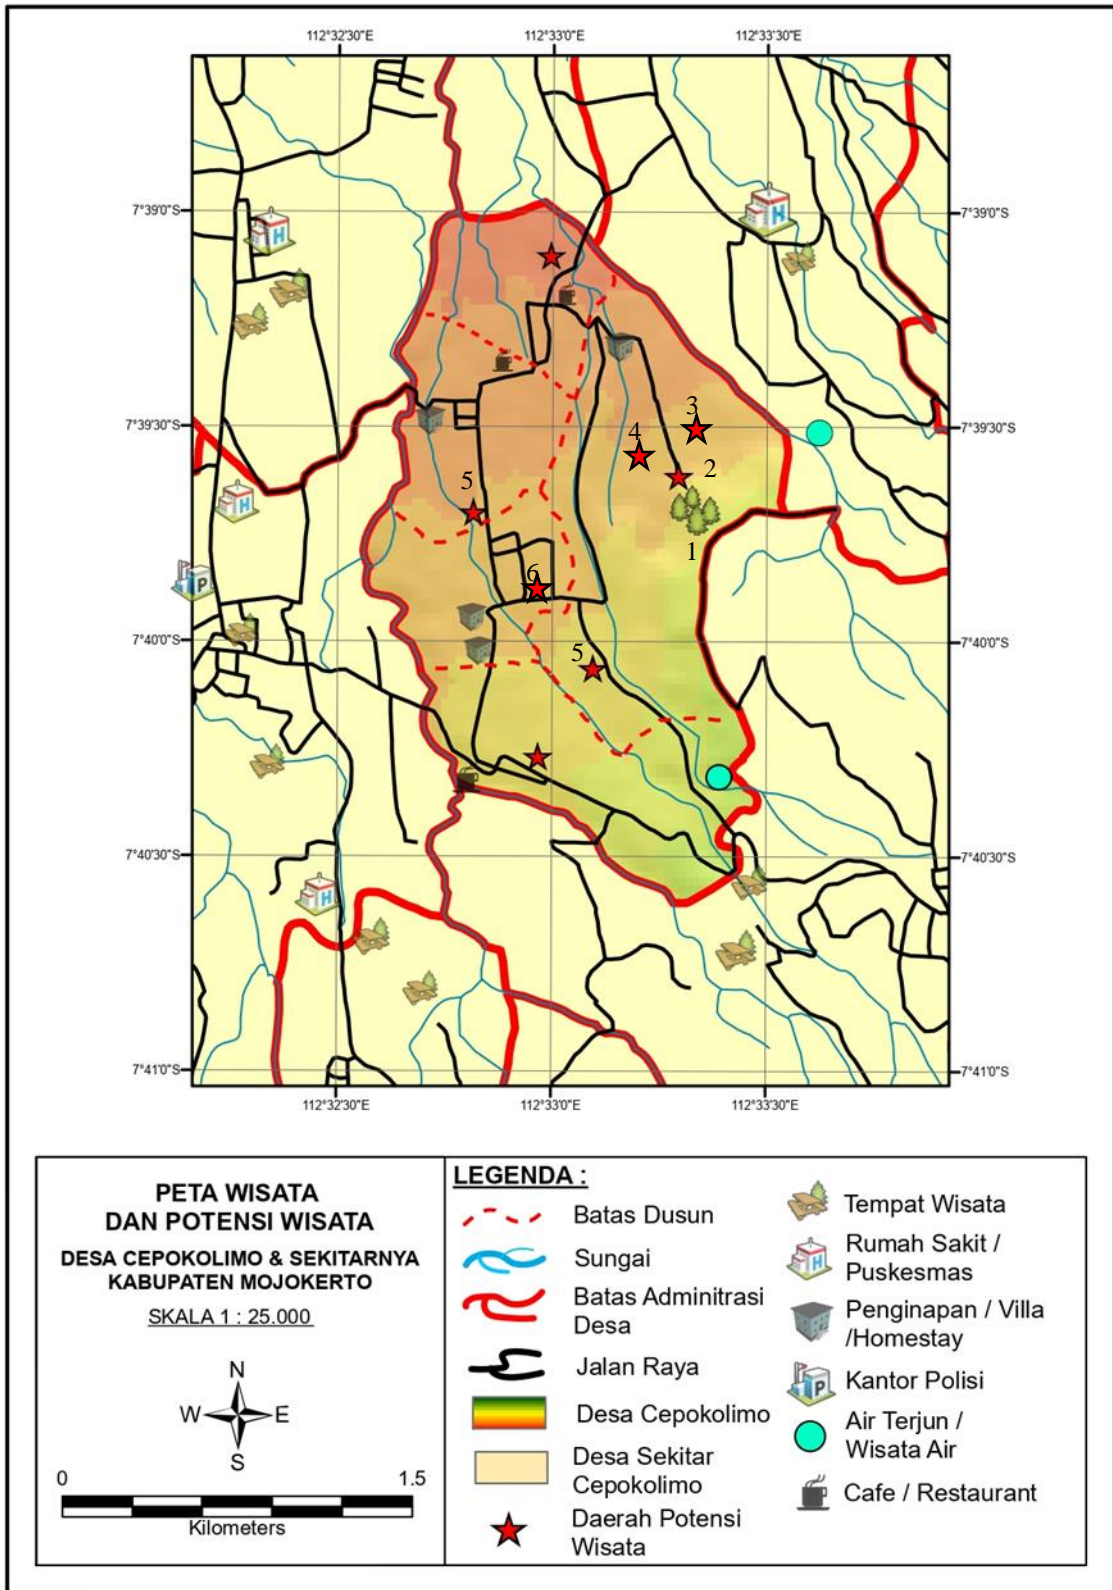 112°32'30"E 112°33'0"E 112°33'30"E
7°39'0"S 7°39'0"S
H
H
3
7°39'30"S 4 7°39'30"S
2
5
H
1
6
P
7°40'0"S 7°40'0"S
5
H
7°40'30"S 7°40'30"S
H
7°41'0"S 7°41'0"S
112°32'30"E 112°33'0"E 112°33'30"E
PETA WISATA
DAN POTENSI WISATA
DESA CEPOKOLIMO & SEKITARNYA
KABUPATEN MOJOKERTO
SKALA 1 : 25.000
N
W E
S
0 1.5
Kilometers
LEGENDA :
Batas Dusun
Sungai
Batas Adminitrasi
Desa
Jalan Raya
Desa Cepokolimo
Desa Sekitar
Cepokolimo
Daerah Potensi
Wisata
Tempat Wisata
H
Rumah Sakit /
Puskesmas
Penginapan / Villa
/Homestay
P
Kantor Polisi
Air Terjun /
Wisata Air
Cafe / Restaurant